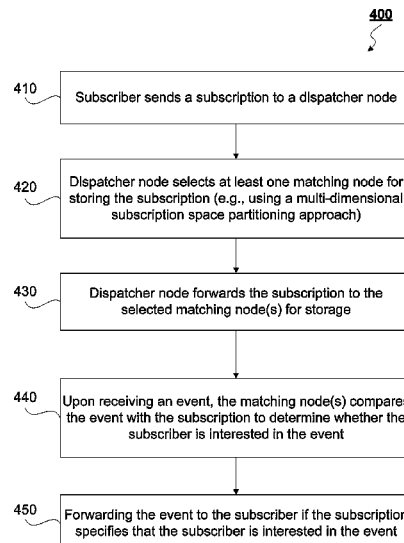 400
410
Subscriber sends a subscription to a dispatcher node
420
Dispatcher node selects at least one matching node for
storing the subscription (e.g., using a multi-dimensional
subscription space partitioning approach)
430
Dispatcher node forwards the subscription to the
selected matching node(s) for storage
440
Upon receiving an event, the matching node(s) compares
the event with the subscription to determine whether the
subscriber is interested in the event
450
Forwarding the event to the subscriber if the subscription
specifies that the subscriber is interested in the event